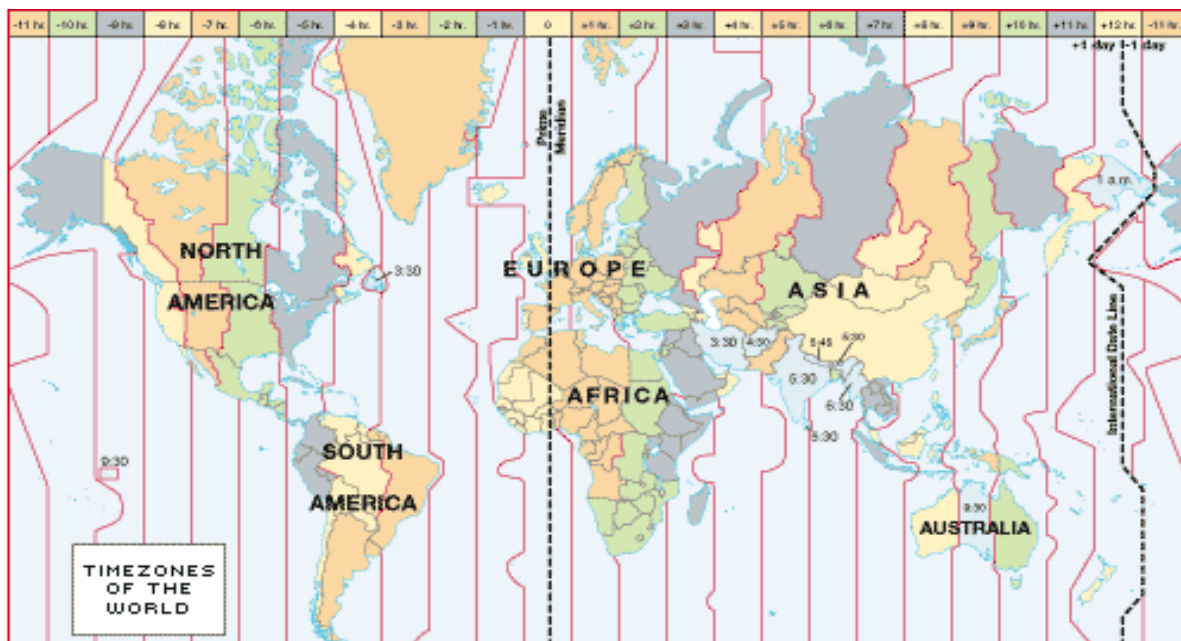 -11 hr. -10 hr. -9 hr. -8 hr. -7 hr. -6 hr. -5 hr. -4 hr. -3 hr. -2 hr. -1 hr. 0 +1 hr. +2 hr. +3 hr. +4 hr. +5 hr. +6 hr. +7 hr. +8 hr. +9 hr. +10 hr. +11 hr. +12 hr. -11 hr.
+1 day -1 day
Prime
Meridian
1 a.m.
NORTH
AMERICA
3:30
EUROPE
ASIA
3:30
4:30
5:45
5:30
5:30
6:30
5:30
International Date Line
AFRICA
SOUTH
AMERICA
9:30
9:30
AUSTRALIA
TIMEZONES
OF THE
WORLD